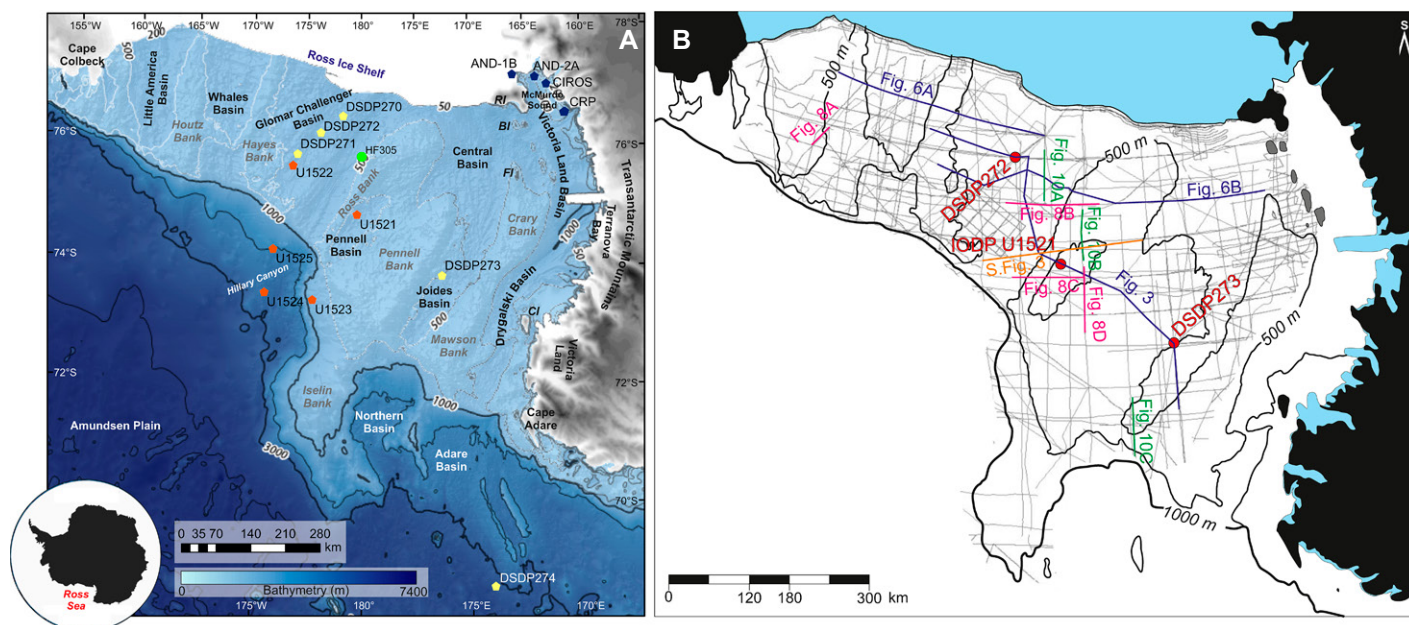 155°W
160°W
165°W
170°W
175°W
180°
175°E
170°E
165°E
160°E
78°S
A
Cape
Colbeck
500
Little America
Basin
Whales
Basin
Houtz
Bank
Hayes
Bank
Glomar Challenger
Basin
Ross Ice Shelf
50
AND-1B
AND-2A
CIROS
CRP
McMurdo
Sound
RI
BI
FI
CI
DSDP270
DSDP272
DSDP271
HF305
U1522
76°S
76°S
Victoria Land Basin
Central
Basin
Ross Bank
U1521
Pennell
Basin
Pennell
Bank
Crary
Bank
1000
50
Terranova
Bay
Transantarctic Mountains
1000
74°S
U1525
Hillary Canyon
U1524
U1523
DSDP273
Joides
Basin
500
Mawson
Bank
Drygalski Basin
Victoria
Land
72°S
72°S
Iselin
Bank
1000
Cape
Adare
Northern
Basin
Adare
Basin
Amundsen Plain
3000
70°S
0 35 70 140 210 280
km
Bathymetry (m)
0
7400
DSDP274
Ross
Sea
175°W
180°
175°E
170°E
B
S
500 m
Fig. 6A
Fig. 8A
DSDP272
Fig. 10A
500 m
Fig. 6B
Fig. 8B
Fig. 10B
IODP U1521
S.Fig. 3
Fig. 8C
Fig. 8D
Fig. 3
DSDP273
500 m
Fig. 10C
1000 m
0
120
180
300
km